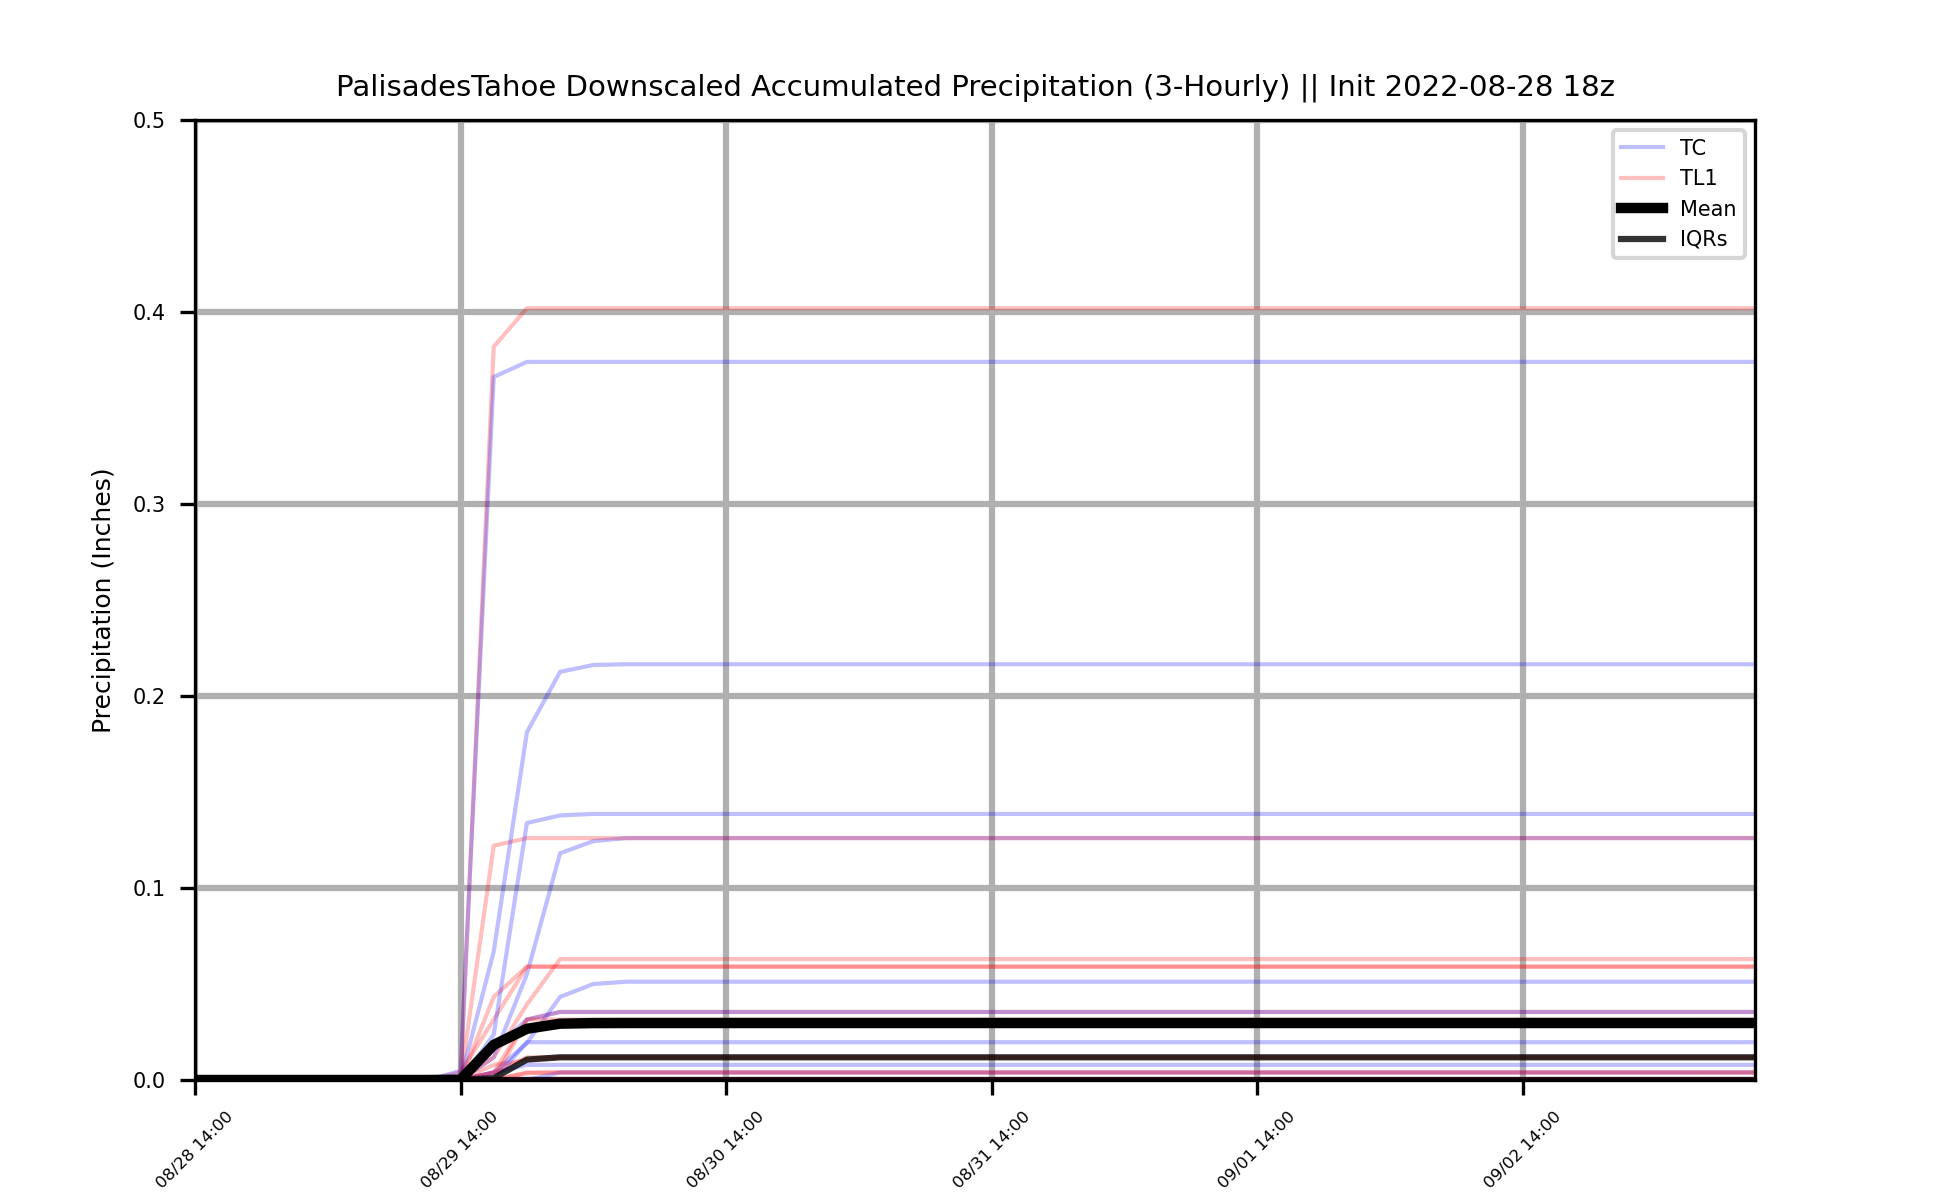 PalisadesTahoe Downscaled Accumulated Precipitation (3-Hourly) || Init 2022-08-28 18z
TC
TL1
Mean
IQRs
Precipitation (Inches)
0.5
0.4
0.3
0.2
0.1
0.0
08/28 14:00
08/29 14:00
08/30 14:00
08/31 14:00
09/01 14:00
09/02 14:00